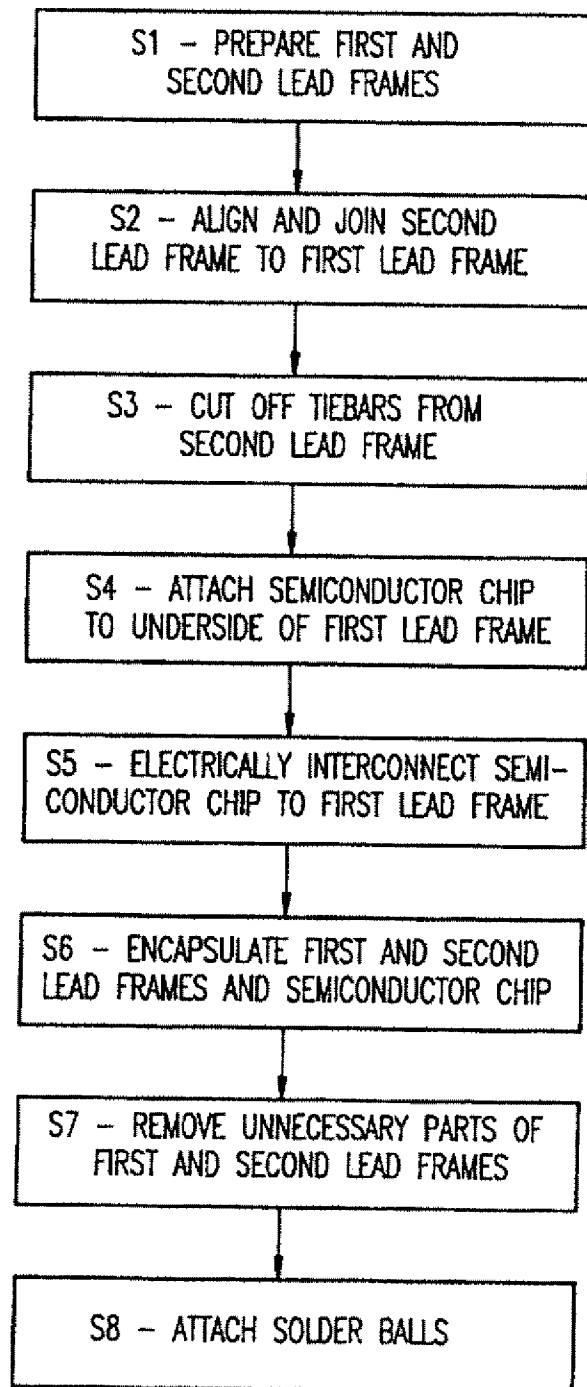 S1 – PREPARE FIRST AND
SECOND LEAD FRAMES
S2 – ALIGN AND JOIN SECOND
LEAD FRAME TO FIRST LEAD FRAME
S3 – CUT OFF TIEBARS FROM
SECOND LEAD FRAME
S4 – ATTACH SEMICONDUCTOR CHIP
TO UNDERSIDE OF FIRST LEAD FRAME
S5 – ELECTRICALLY INTERCONNECT SEMI–
CONDUCTOR CHIP TO FIRST LEAD FRAME
S6 – ENCAPSULATE FIRST AND SECOND
LEAD FRAMES AND SEMICONDUCTOR CHIP
S7 – REMOVE UNNECESSARY PARTS OF
FIRST AND SECOND LEAD FRAMES
S8 – ATTACH SOLDER BALLS